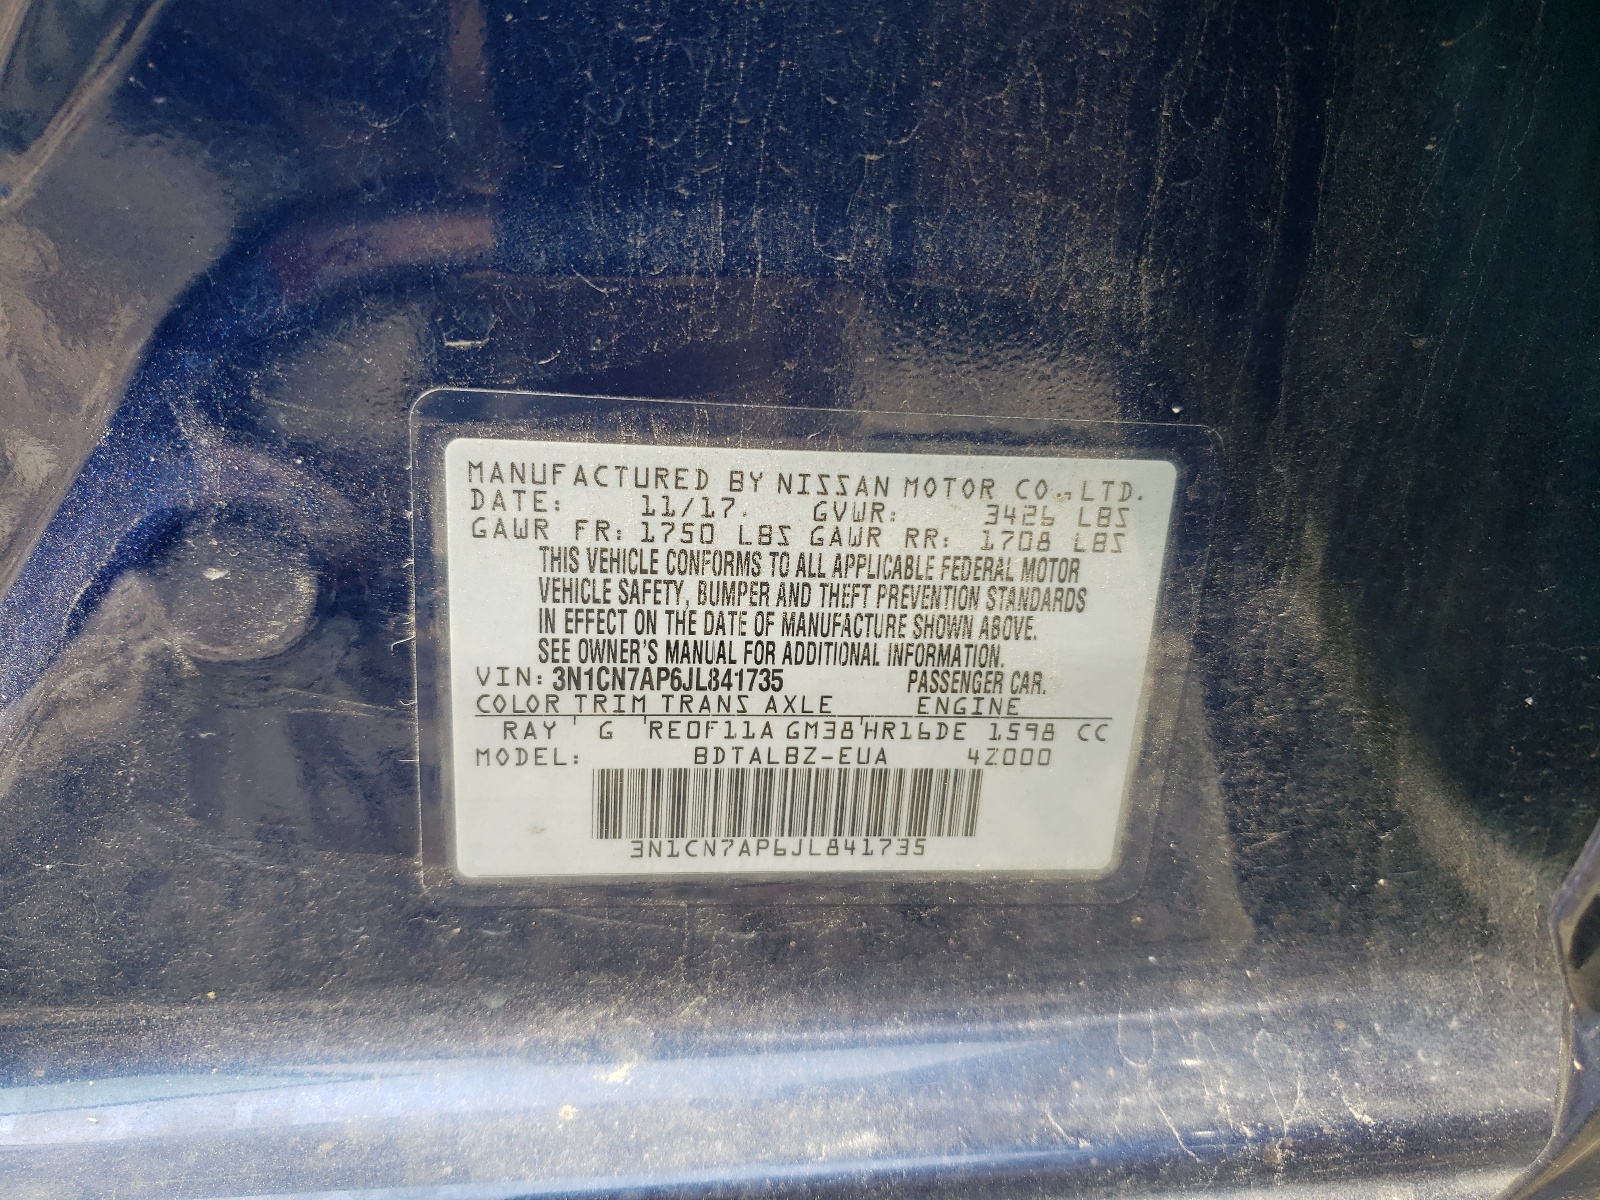 MANUFACTURED BY NISSAN MOTOR CO., LTD.
DATE: 11/17. GVWR: 3426 LBS
GAWR FR: 1750 LBS GAWR RR: 1708 LBS
THIS VEHICLE CONFORMS TO ALL APPLICABLE FEDERAL MOTOR
VEHICLE SAFETY, BUMPER AND THEFT PREVENTION STANDARDS
IN EFFECT ON THE DATE OF MANUFACTURE SHOWN ABOVE.
SEE OWNER'S MANUAL FOR ADDITIONAL INFORMATION.
VIN: 3N1CN7AP6JL841735 PASSENGER CAR.
COLOR TRIM TRANS AXLE ENGINE
RAY G RE0F11A GM38 HR16DE 1598 CC
MODEL: BDTALBZ-EUA 4Z000
3N1CN7AP6JL841735